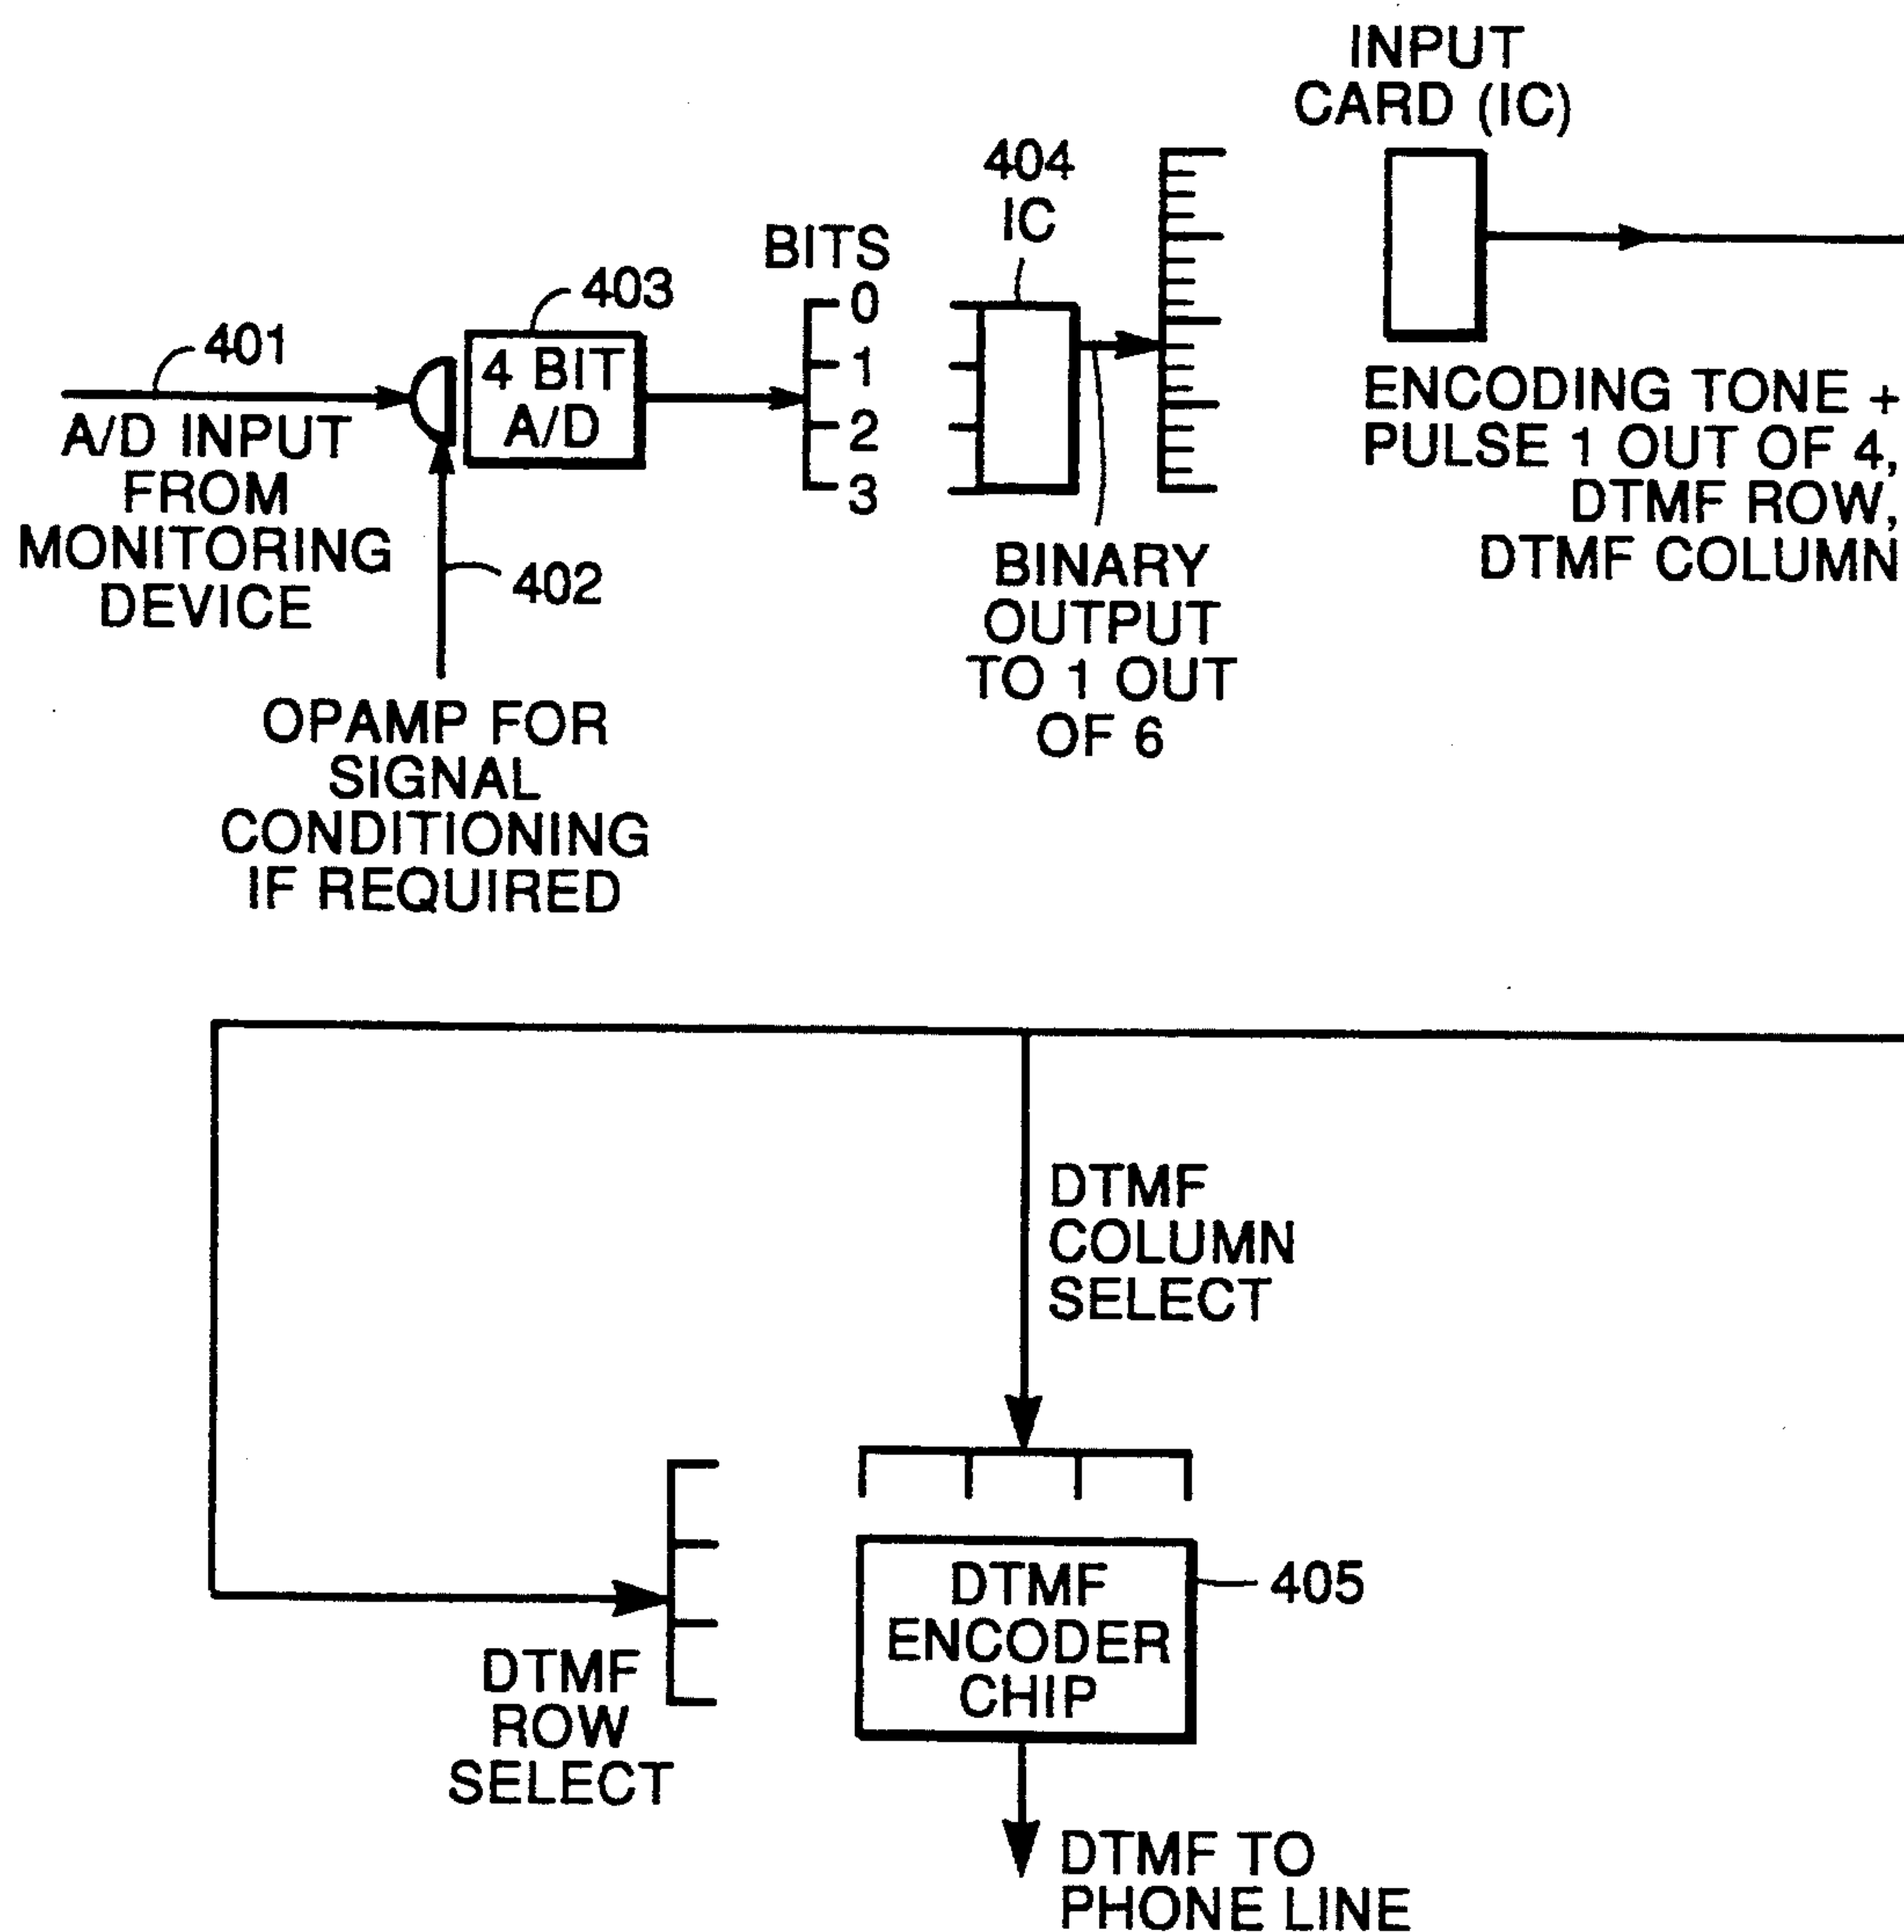 INPUT
CARD (IC)
404
IC
BITS
0
1
2
3
403
4 BIT
A/D
401
A/D INPUT
FROM
MONITORING
DEVICE
402
OPAMP FOR
SIGNAL
CONDITIONING
IF REQUIRED
BINARY
OUTPUT
TO 1 OUT
OF 6
ENCODING TONE +
PULSE 1 OUT OF 4,
DTMF ROW,
DTMF COLUMN
DTMF
COLUMN
SELECT
DTMF
ROW
SELECT
DTMF
ENCODER
CHIP
405
DTMF TO
PHONE LINE